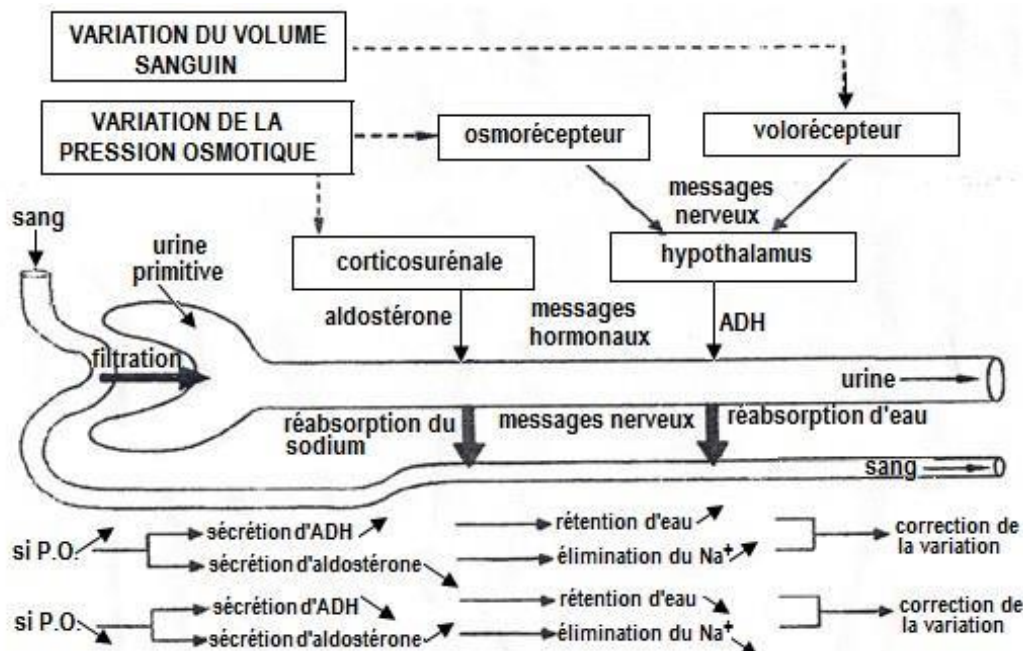 VARIATION DU VOLUME
SANGUIN
VARIATION DE LA
PRESSION OSMOTIQUE
osmorécepteur
volorécepteur
messages
nerveux
sang
urine
primitive
corticosurénale
hypothalamus
aldostérone
messages
hormonaux
ADH
filtration
urine
réabsorption du
sodium
messages nerveux
réabsorption d'eau
sang
si P.O.
sécrétion d'ADH
rétention d'eau
sécrétion d'aldostérone
élimination du Na+
correction de
la variation
si P.O.
sécrétion d'ADH
rétention d'eau
sécrétion d'aldostérone
élimination du Na+
correction de
la variation